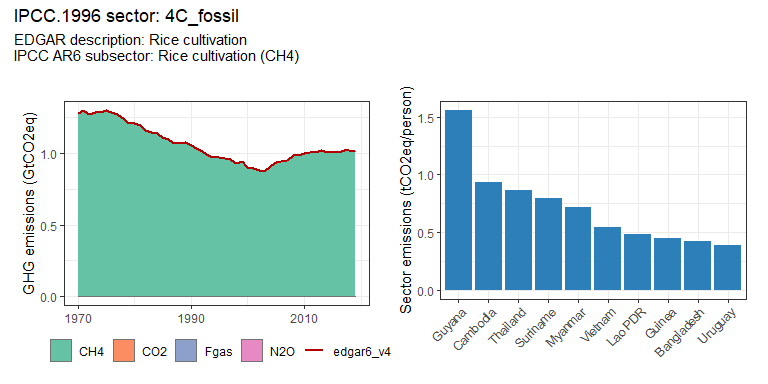 IPCC.1996 sector: 4C_fossil
EDGAR description: Rice cultivation
IPCC AR6 subsector: Rice cultivation (CH4)
GHG emissions (GtCO2eq)
1.0
0.5
0.0
1970
1990
2010
CH4
CO2
Fgas
N2O
edgar6_v4
Sector emissions (tCO2eq/person)
1.5
1.0
0.5
0.0
Guyana
Cambodia
Thailand
Suriname
Myanmar
Vietnam
Lao PDR
Guinea
Bangladesh
Uruguay